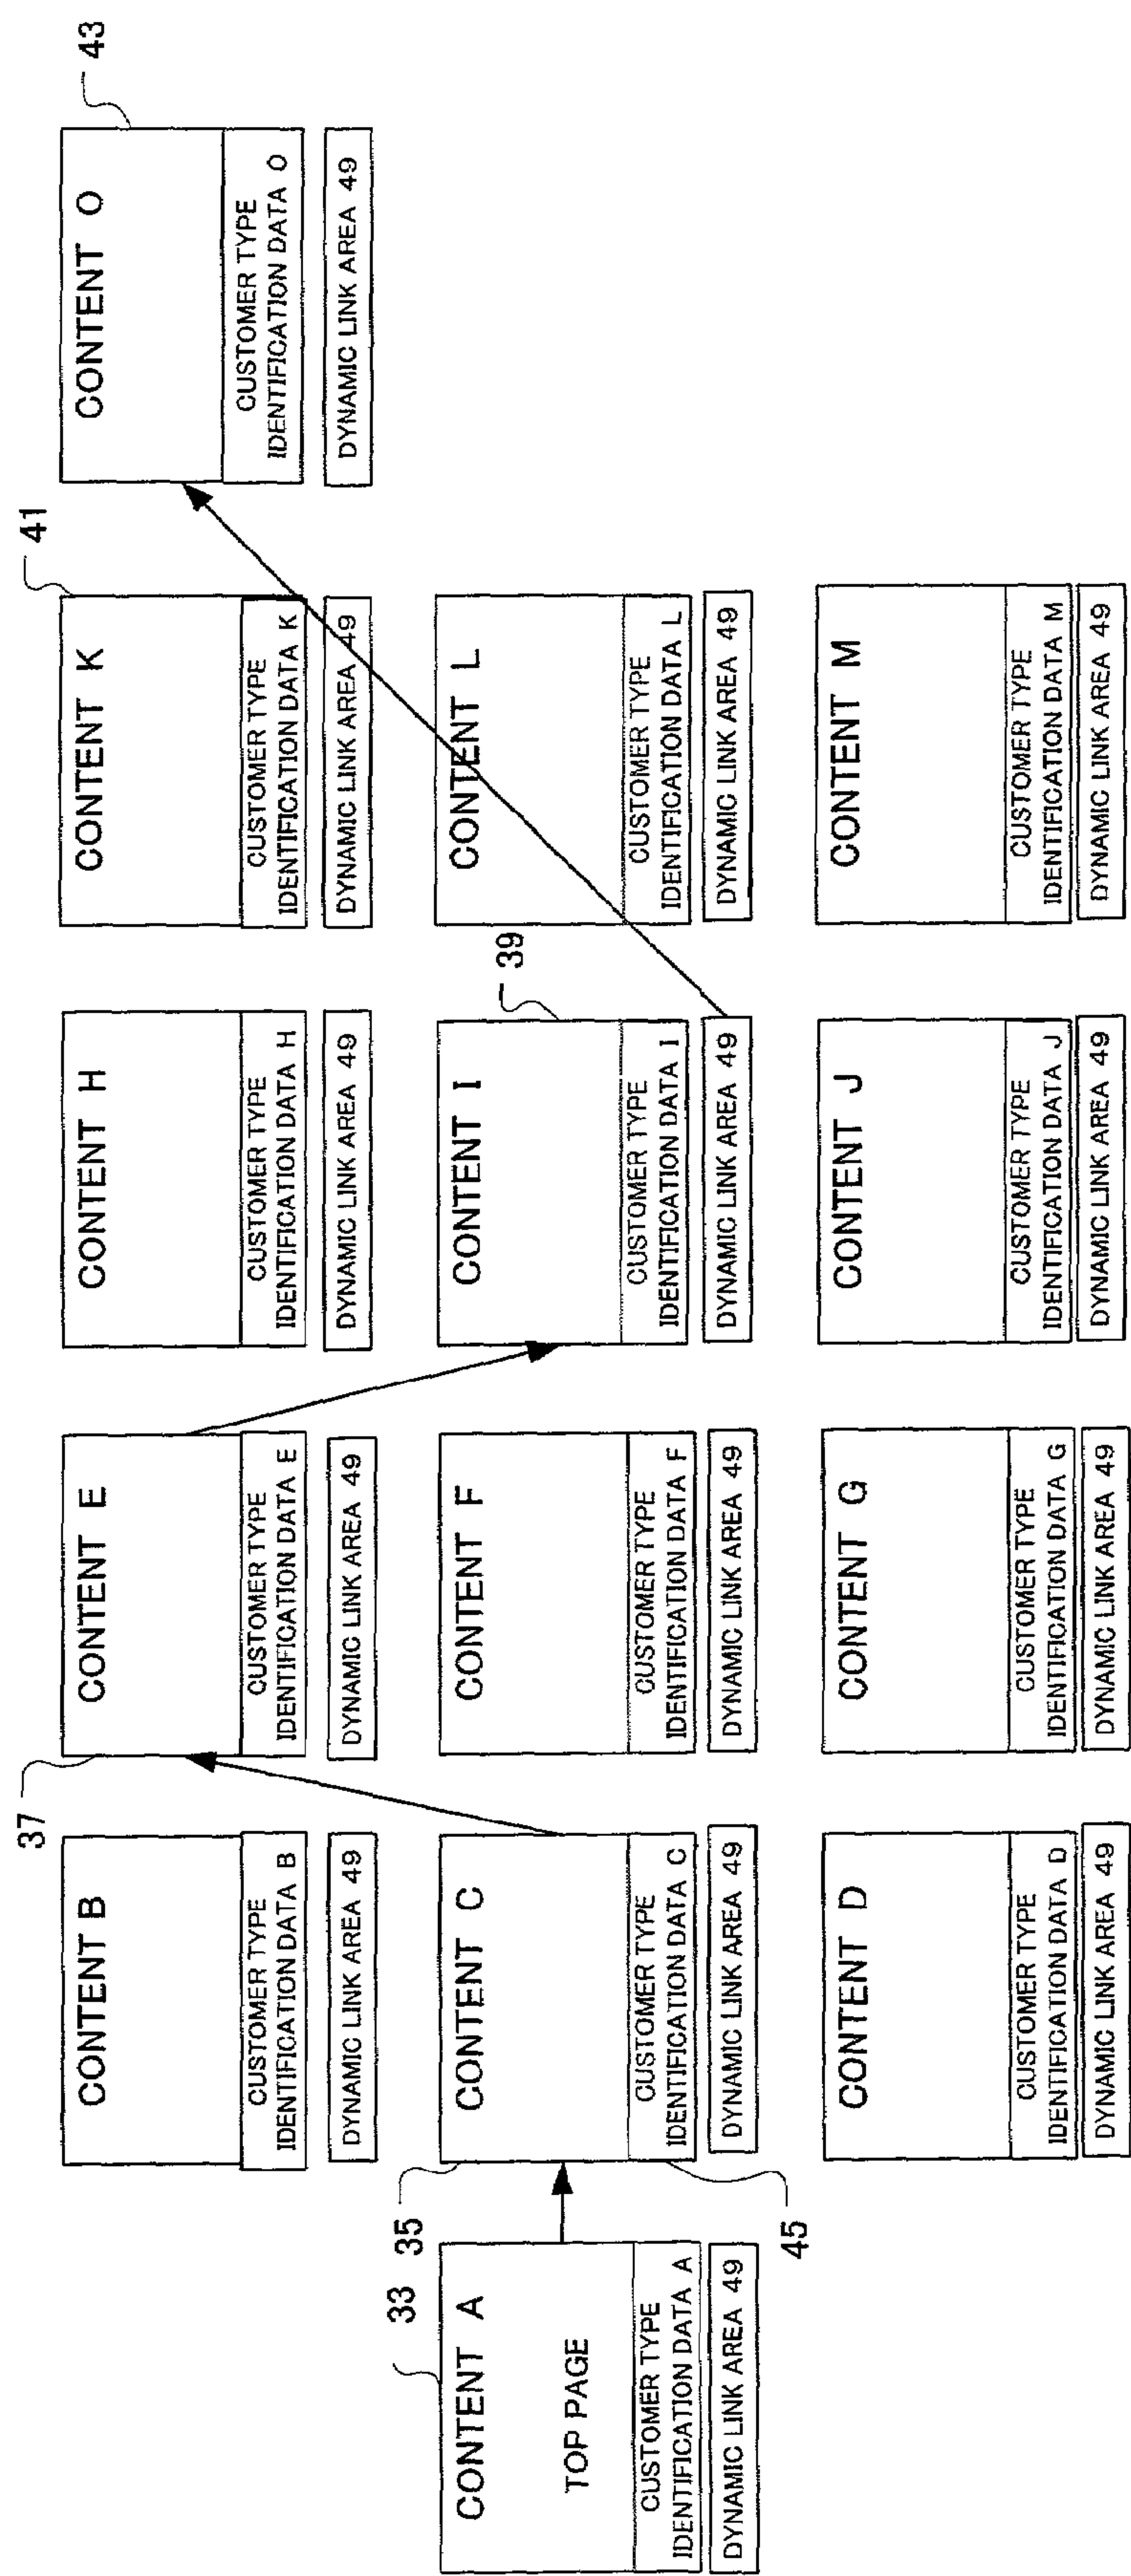 33
CONTENT A
TOP PAGE
CUSTOMER TYPE
IDENTIFICATION DATA A
DYNAMIC LINK AREA 49
CONTENT B
CUSTOMER TYPE
IDENTIFICATION DATA B
DYNAMIC LINK AREA 49
35
CONTENT C
CUSTOMER TYPE
IDENTIFICATION DATA C
DYNAMIC LINK AREA 49
45
CONTENT D
CUSTOMER TYPE
IDENTIFICATION DATA D
DYNAMIC LINK AREA 49
37
CONTENT E
CUSTOMER TYPE
IDENTIFICATION DATA E
DYNAMIC LINK AREA 49
CONTENT F
CUSTOMER TYPE
IDENTIFICATION DATA F
DYNAMIC LINK AREA 49
CONTENT G
CUSTOMER TYPE
IDENTIFICATION DATA G
DYNAMIC LINK AREA 49
CONTENT H
CUSTOMER TYPE
IDENTIFICATION DATA H
DYNAMIC LINK AREA 49
39
CONTENT I
CUSTOMER TYPE
IDENTIFICATION DATA I
DYNAMIC LINK AREA 49
CONTENT J
CUSTOMER TYPE
IDENTIFICATION DATA J
DYNAMIC LINK AREA 49
41
CONTENT K
CUSTOMER TYPE
IDENTIFICATION DATA K
DYNAMIC LINK AREA 49
CONTENT L
CUSTOMER TYPE
IDENTIFICATION DATA L
DYNAMIC LINK AREA 49
CONTENT M
CUSTOMER TYPE
IDENTIFICATION DATA M
DYNAMIC LINK AREA 49
43
CONTENT O
CUSTOMER TYPE
IDENTIFICATION DATA O
DYNAMIC LINK AREA 49